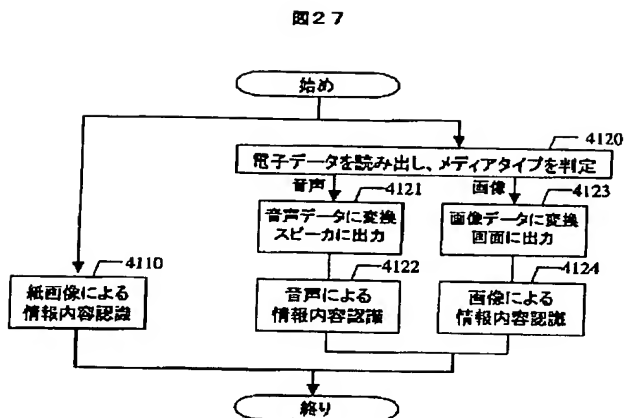 図27
始め
4120
電子データを読み出し、メディアタイプを判定
音声
4121
画像
4123
音声データに変換
スピーカに出力
画像データに変換
画面に出力
4110
4122
4124
紙画像による
情報内容認識
音声による
情報内容認識
画像による
情報内容認識
終り